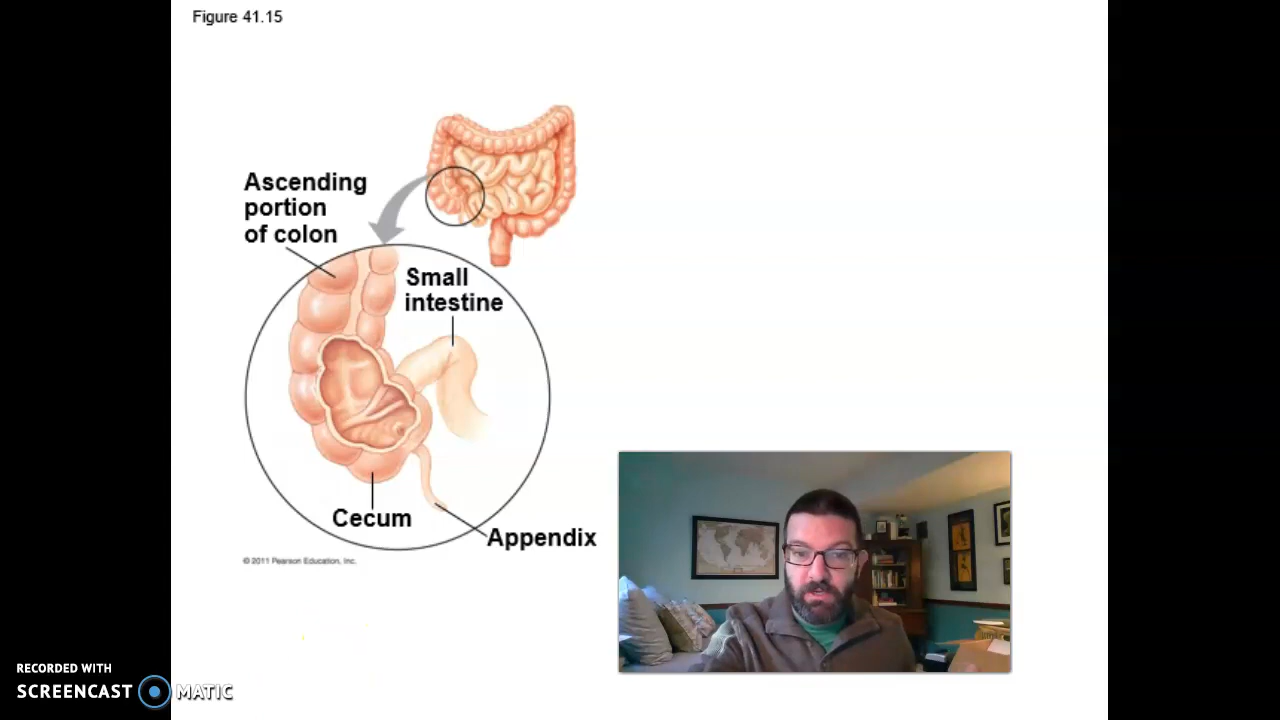 Figure 41.15
Ascending
portion
of colon
Small
intestine
Cecum
Appendix
© 2011 Pearson Education, Inc.
RECORDED WITH
SCREENCAST MATIC